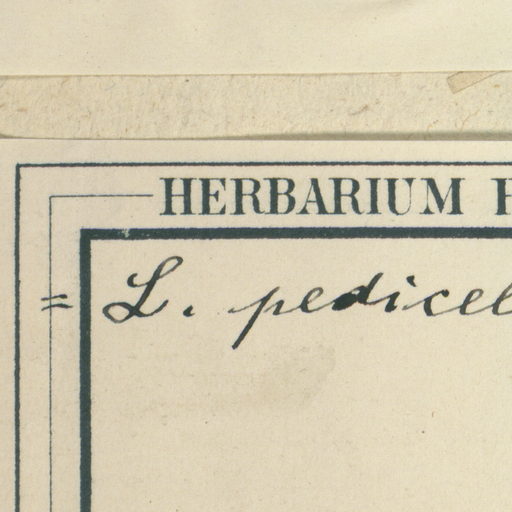 HERBARIUM
= L. pedicel